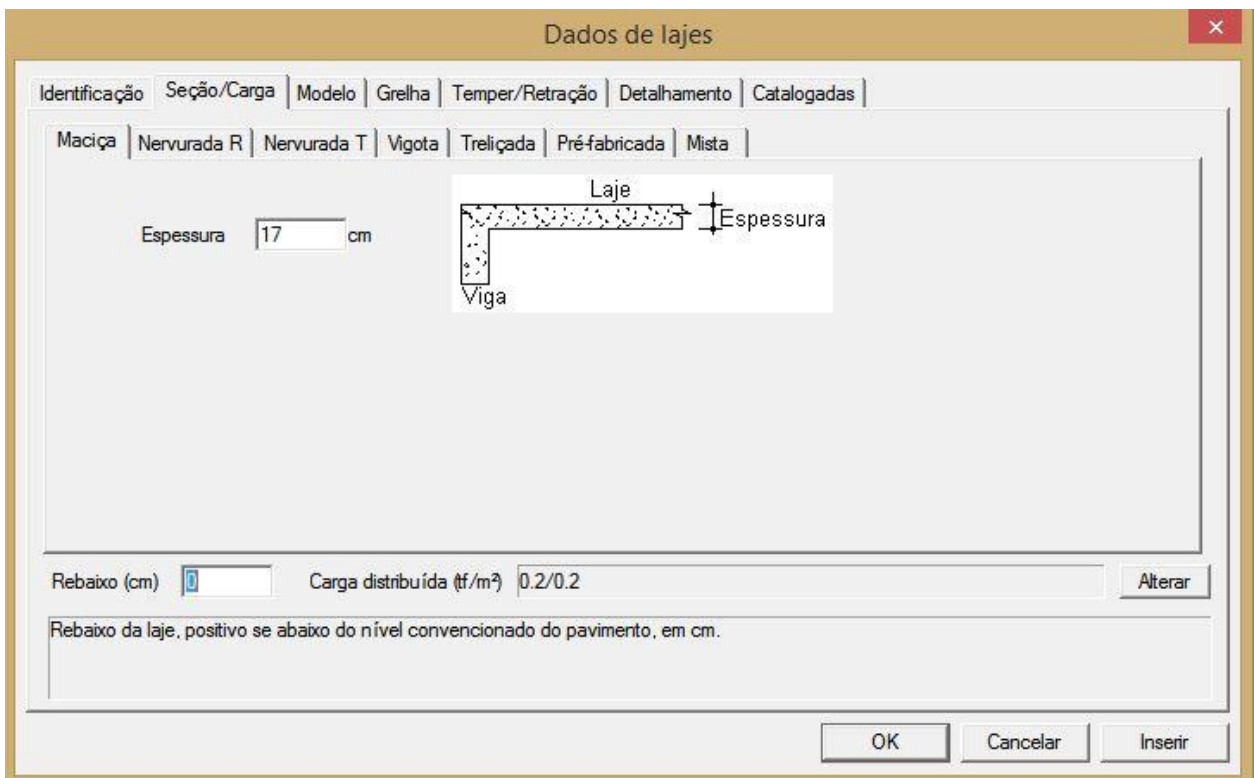 Dados de lajes
Identificação Seção/Carga Modelo Grelha Temper/Retração Detalhamento Catalogadas
Maciça Nervurada R Nervurada T Vigota Treliçada Pré-fabricada Mista
Laje
Espessura 17 cm Espessura
Viga
Rebaixo (cm) 0 Carga distribuída (tf/m²) 0.2/0.2 Alterar
Rebaixo da laje, positivo se abaixo do nível convencionado do pavimento, em cm.
OK Cancelar Inserir